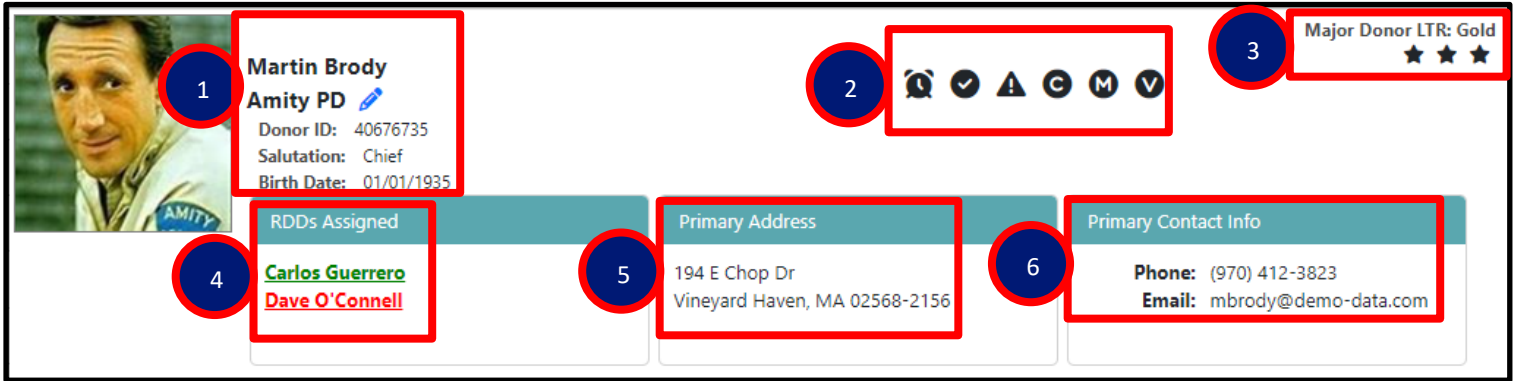 1
Martin Brody
Amity PD
Donor ID: 40676735
Salutation: Chief
Birth Date: 01/01/1935
2
C M V
3
Major Donor LTR: Gold
AMITY
4
RDDs Assigned
Carlos Guerrero
Dave O'Connell
5
Primary Address
194 E Chop Dr
Vineyard Haven, MA 02568-2156
6
Primary Contact Info
Phone: (970) 412-3823
Email: mbrody@demo-data.com